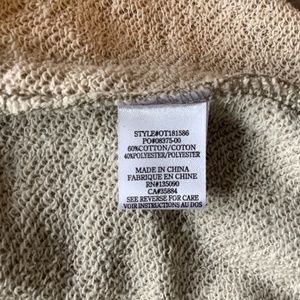 STYLE#OT181586
PO#08375-00
60%COTTON/COTON
40%POLYESTER/POLYESTER
MADE IN CHINA
FABRIQUE EN CHINE
RN#135090
CA#35884
SEE REVERSE FOR CARE
VOIR INSTRUCTIONS AU DOS